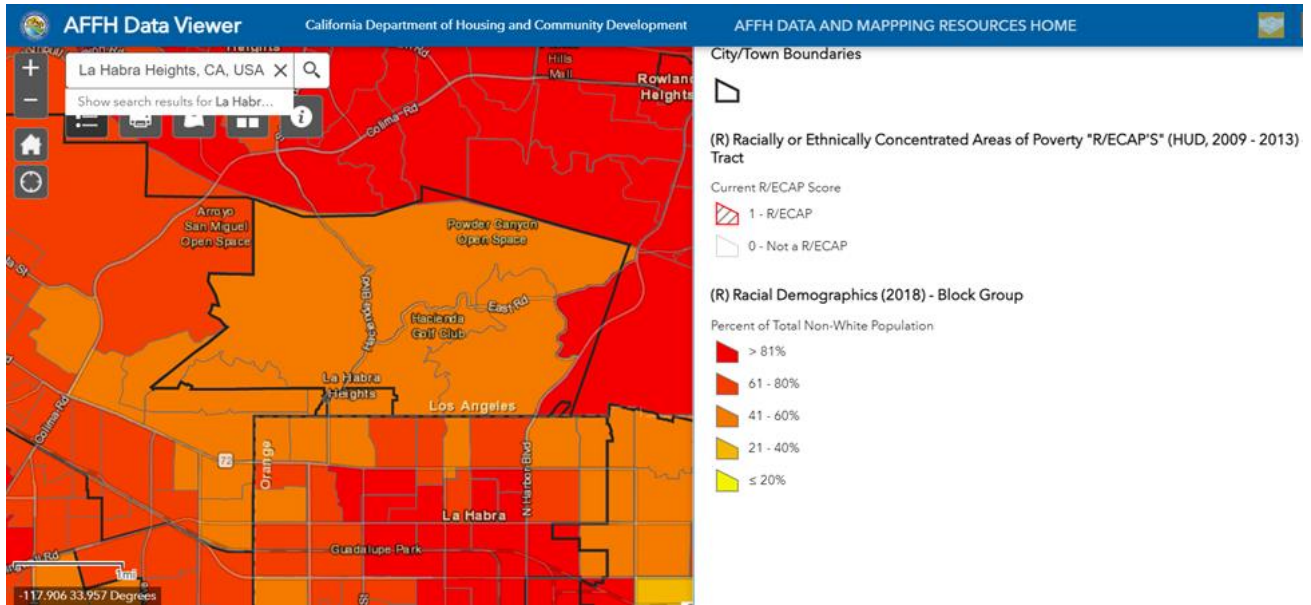 AFFH Data Viewer
California Department of Housing and Community Development
AFFH DATA AND MAPPPING RESOURCES HOME
La Habra Heights, CA, USA
Show search results for La Habr...
Heights
Hills
Mall
Rowland
Heights
Colima Rd
Arroyo
San Miguel
Open Space
Powder Canyon
Open Space
Hacienda Blvd
East Rd
Hacienda
Golf Club
La Habra
Heights
Los Angeles
Colima Rd
72
Orange
N Harbor Blvd
La Habra
Guadalupe Park
1mi
-117.906 33.957 Degrees
City/Town Boundaries
(R) Racially or Ethnically Concentrated Areas of Poverty "R/ECAP'S" (HUD, 2009 - 2013) -
Tract
Current R/ECAP Score
1 - R/ECAP
0 - Not a R/ECAP
(R) Racial Demographics (2018) - Block Group
Percent of Total Non-White Population
> 81%
61 - 80%
41 - 60%
21 - 40%
≤ 20%